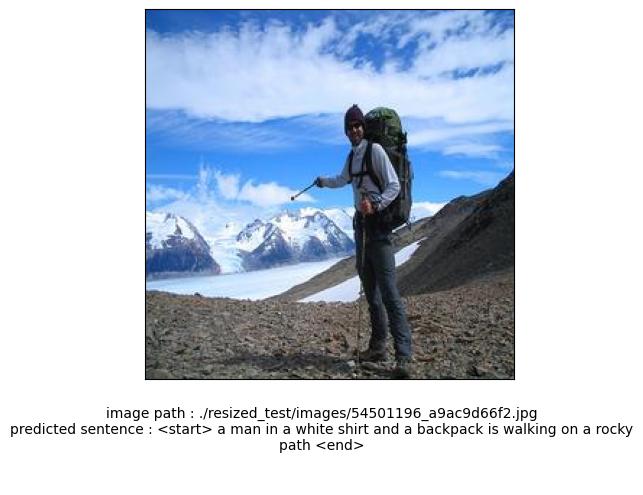 image path : ./resized_test/images/54501196_a9ac9d66f2.jpg
predicted sentence : <start> a man in a white shirt and a backpack is walking on a rocky
path <end>